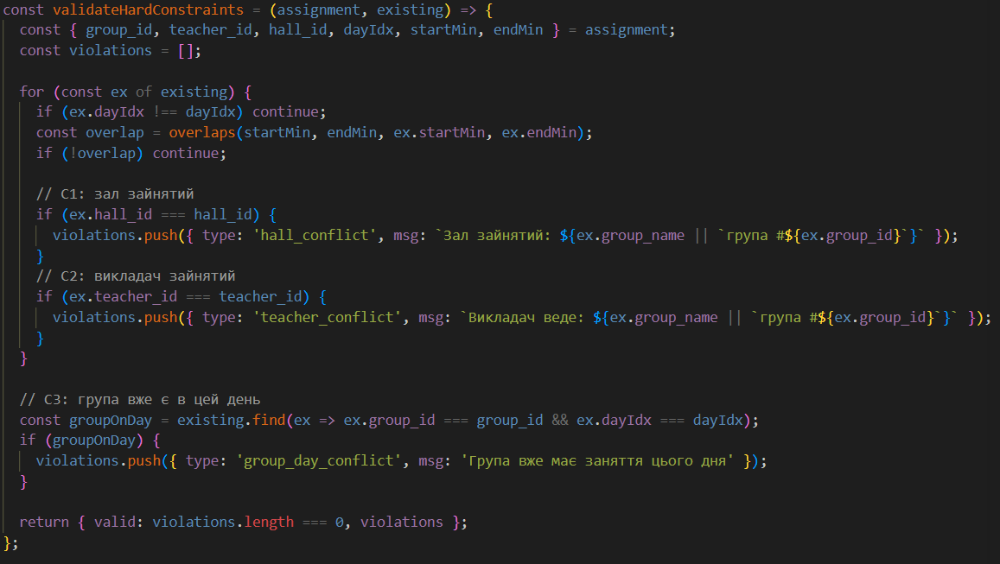 const validateHardConstraints = (assignment, existing) => {
  const { group_id, teacher_id, hall_id, dayIdx, startMin, endMin } = assignment;
  const violations = [];

  for (const ex of existing) {
    if (ex.dayIdx !== dayIdx) continue;
    const overlap = overlaps(startMin, endMin, ex.startMin, ex.endMin);
    if (!overlap) continue;

    // C1: зал зайнятий
    if (ex.hall_id === hall_id) {
      violations.push({ type: 'hall_conflict', msg: `Зал зайнятий: ${ex.group_name || `група #${ex.group_id}`}` });
    }
    // C2: викладач зайнятий
    if (ex.teacher_id === teacher_id) {
      violations.push({ type: 'teacher_conflict', msg: `Викладач веде: ${ex.group_name || `група #${ex.group_id}`}` });
    }
  }

  // C3: група вже є в цей день
  const groupOnDay = existing.find(ex => ex.group_id === group_id && ex.dayIdx === dayIdx);
  if (groupOnDay) {
    violations.push({ type: 'group_day_conflict', msg: 'Група вже має заняття цього дня' });
  }

  return { valid: violations.length === 0, violations };
};